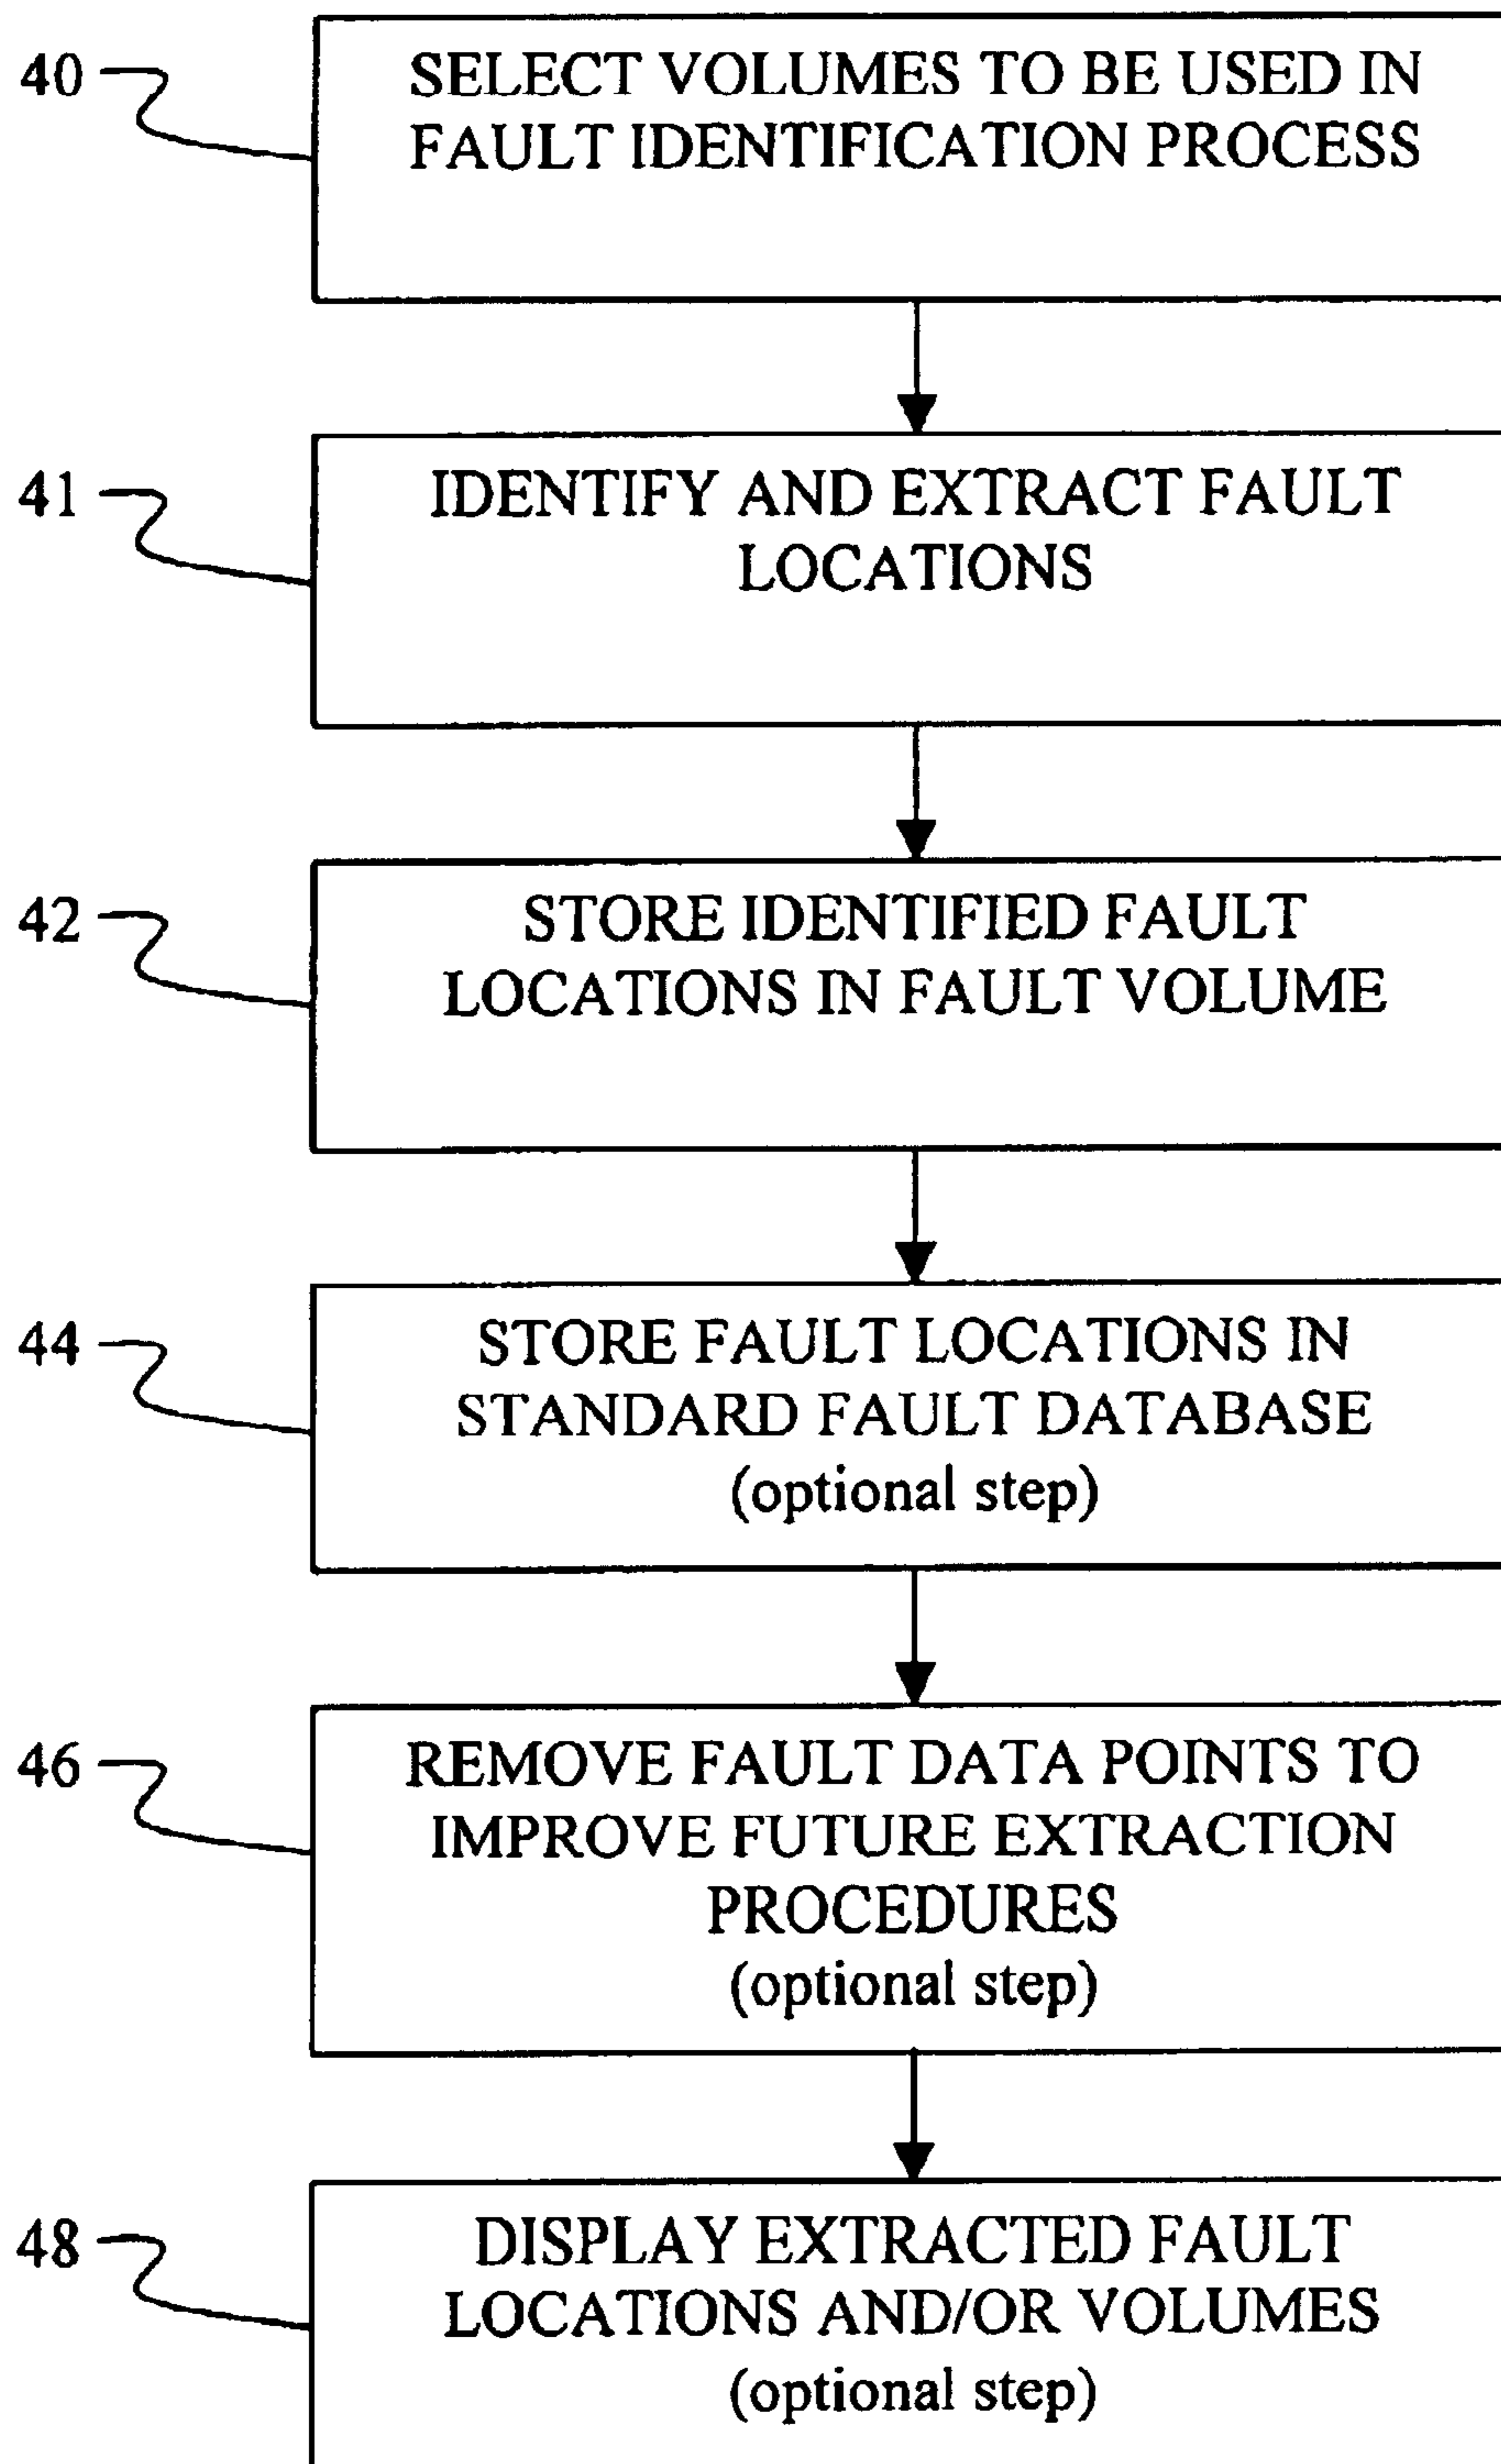 40
SELECT VOLUMES TO BE USED IN
FAULT IDENTIFICATION PROCESS
41
IDENTIFY AND EXTRACT FAULT
LOCATIONS
42
STORE IDENTIFIED FAULT
LOCATIONS IN FAULT VOLUME
44
STORE FAULT LOCATIONS IN
STANDARD FAULT DATABASE
(optional step)
46
REMOVE FAULT DATA POINTS TO
IMPROVE FUTURE EXTRACTION
PROCEDURES
(optional step)
48
DISPLAY EXTRACTED FAULT
LOCATIONS AND/OR VOLUMES
(optional step)